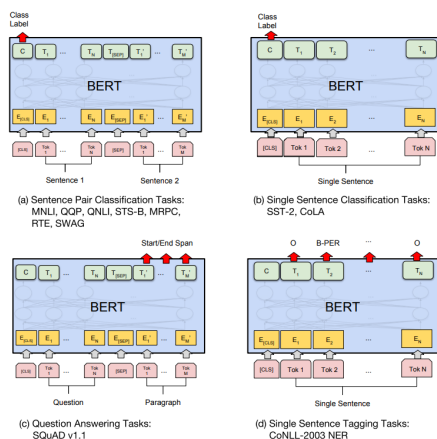 Class
Label
C T1 ... TN T[SEP] T1' ... TM'
BERT
E[CLS] E1 ... EN E[SEP] E1' ... EM'
[CLS] Tok 1 ... Tok N [SEP] Tok 1 ... Tok M
Sentence 1 Sentence 2
(a) Sentence Pair Classification Tasks:
MNLI, QQP, QNLI, STS-B, MRPC,
RTE, SWAG
Class
Label
C T1 T2 ... TN
BERT
E[CLS] E1 E2 ... EN
[CLS] Tok 1 Tok 2 ... Tok N
Single Sentence
(b) Single Sentence Classification Tasks:
SST-2, CoLA
Start/End Span
C T1 ... TN T[SEP] T1' ... TM'
BERT
E[CLS] E1 ... EN E[SEP] E1' ... EM'
[CLS] Tok 1 ... Tok N [SEP] Tok 1 ... Tok M
Question Paragraph
(c) Question Answering Tasks:
SQuAD v1.1
O B-PER ... O
C T1 T2 ... TN
BERT
E[CLS] E1 E2 ... EN
[CLS] Tok 1 Tok 2 ... Tok N
Single Sentence
(d) Single Sentence Tagging Tasks:
CoNLL-2003 NER